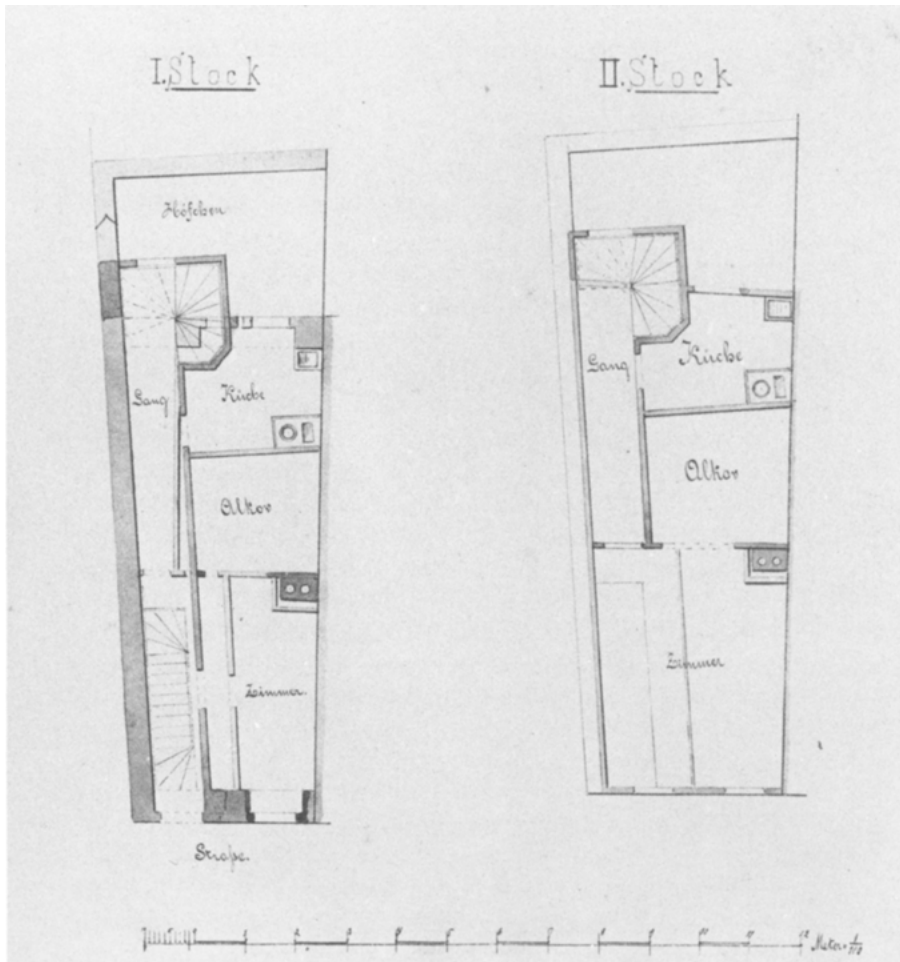 I. Stock
II. Stock
Höfchen
Gang
Küche
Alkov
Zimmer
Straße.
Gang
Küche
Alkov
Zimmer
Meter